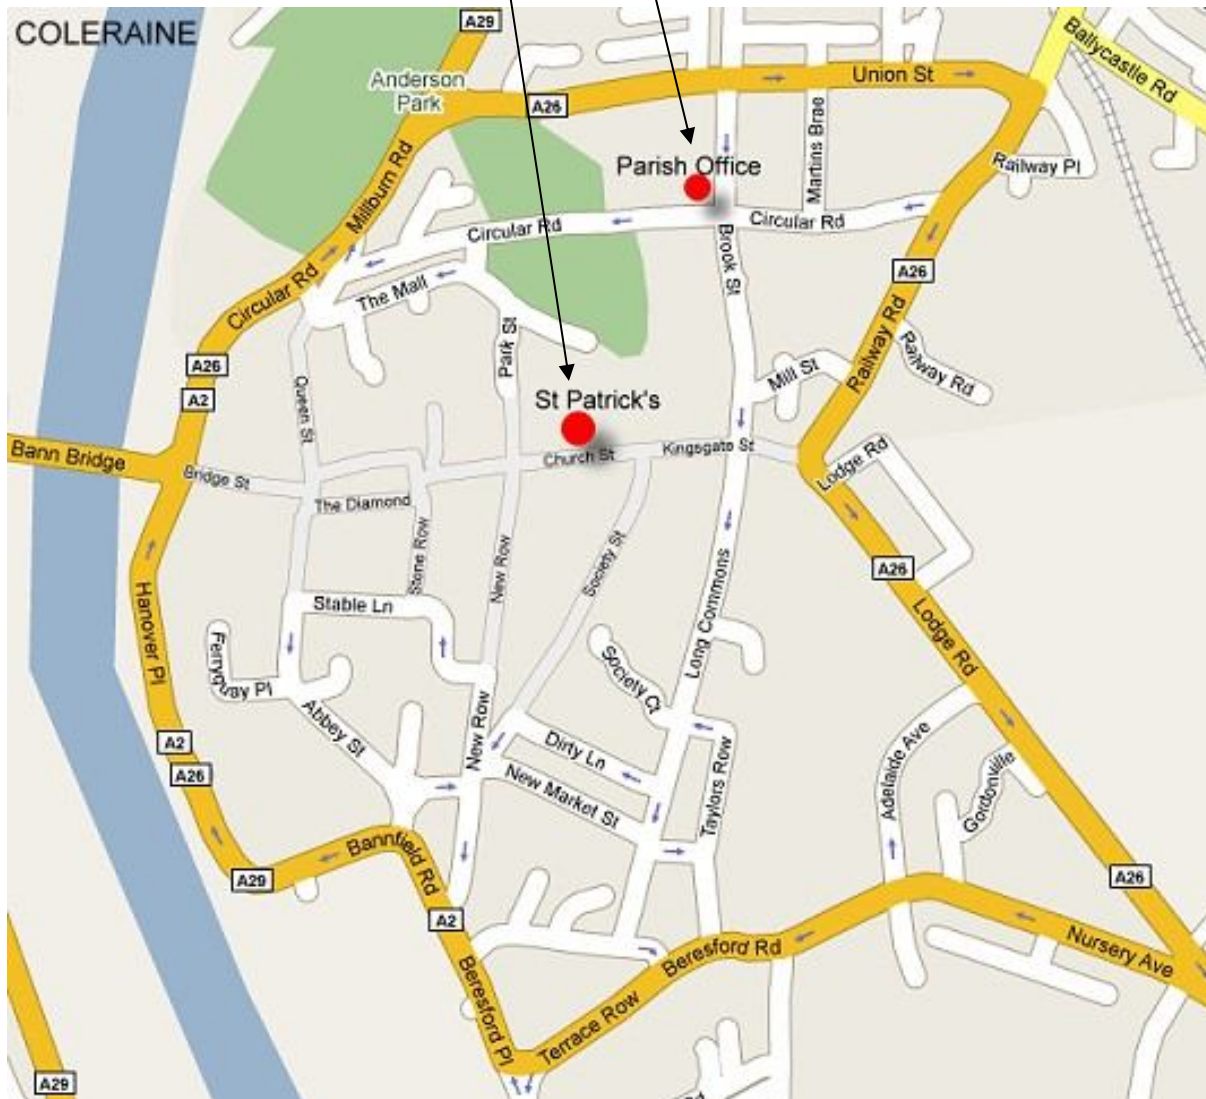 COLERAINE
A29
Ballycastle Rd
Union St
Anderson
Park
A26
Martins Brae
Railway Pl
Parish Office
Millburn Rd
Circular Rd
Circular Rd
Brook St
A26
The Mall
Circular Rd
Railway Rd
Park St
Railway Rd
A26
Mill St
Queen St
A2
St Patrick's
Bann Bridge
Church St
Kingsgate St
Lodge Rd
Bridge St
The Diamond
Stone Row
New Row
Society St
A26
Long Commons
Hanover Pl
Stable Ln
Lodge Rd
Ferryquay Pl
Society Ct
Abbey St
New Row
Dirty Ln
A2
A26
Taylors Row
Adelaide Ave
Gordonville
New Market St
Bannfield Rd
A29
A26
A2
Nursery Ave
Beresford Rd
Beresford Pl
Terrace Row
A29